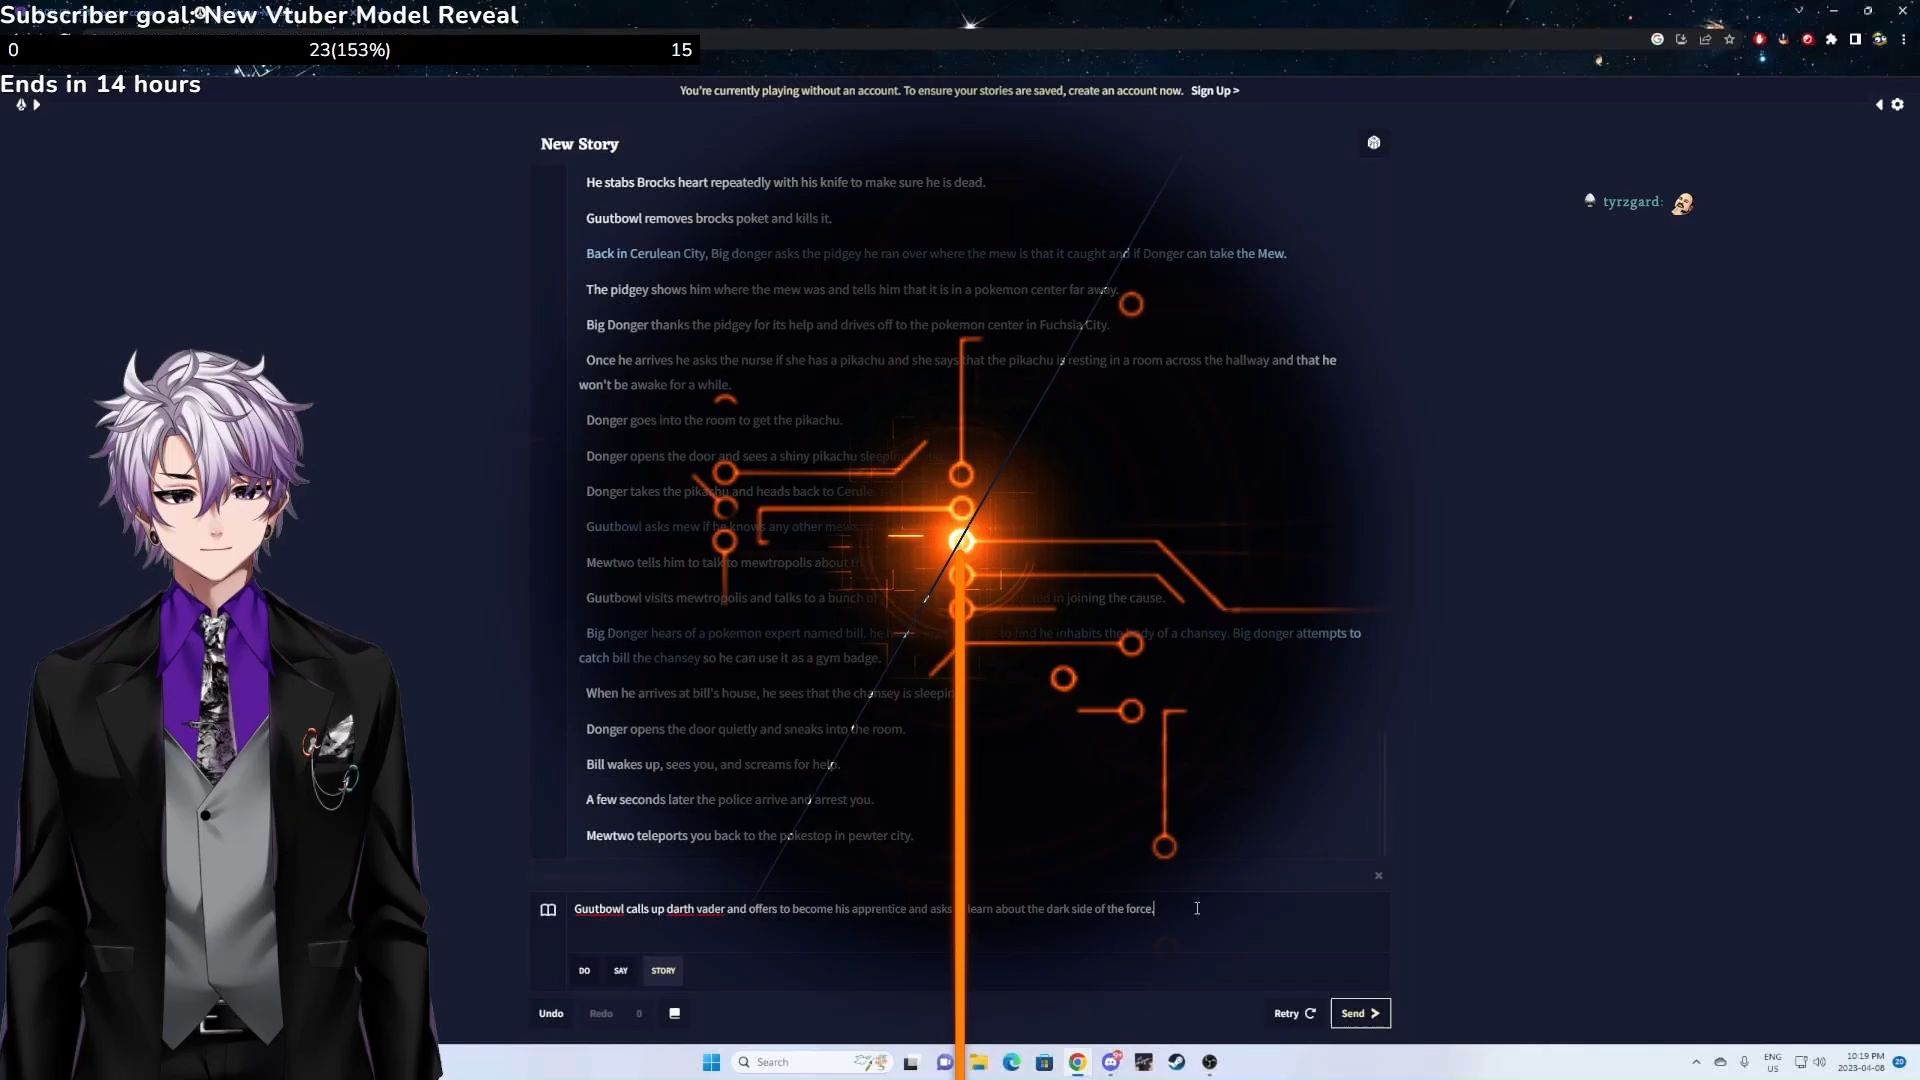 Subscriber goal: New Vtuber Model Reveal
0 23(153%) 15
Ends in 14 hours
You're currently playing without an account. To ensure your stories are saved, create an account now. Sign Up >
New Story
He stabs Brocks heart repeatedly with his knife to make sure he is dead.
Guutbowl removes brocks poket and kills it.
tyrzgard:
Back in Cerulean City, Big donger asks the pidgey he ran over where the mew is that it caught and if Donger can take the Mew.
The pidgey shows him where the mew was and tells him that it is in a pokemon center far away.
Big Donger thanks the pidgey for its help and drives off to the pokemon center in Fuchsia City.
Once he arrives he asks the nurse if she has a pikachu and she says that the pikachu is resting in a room across the hallway and that he
won't be awake for a while.
Donger goes into the room to get the pikachu.
Donger opens the door and sees a shiny pikachu
Donger takes the pikachu and heads back to
Guutbowl asks mew if he knows any other mews
Mewtwo tells him to talk to mewtropolis about
Guutbowl visits mewtropolis and talks to a bunch of in joining the cause.
Big Donger hears of a pokemon expert named bill. he to find he inhabits the body of a chansey. Big donger attempts to
catch bill the chansey so he can use it as a gym badge.
When he arrives at bill's house, he sees that the chansey is
Donger opens the door quietly and sneaks into the room.
Bill wakes up, sees you, and screams for help.
A few seconds later the police arrive and arrest you.
Mewtwo teleports you back to the pokestop in pewter city.
Guutbowl calls up darth vader and offers to become his apprentice and asks learn about the dark side of the force.
DO SAY STORY
Undo Redo 0 Retry Send
Search
ENG
US
10:19 PM
2023-04-08
20